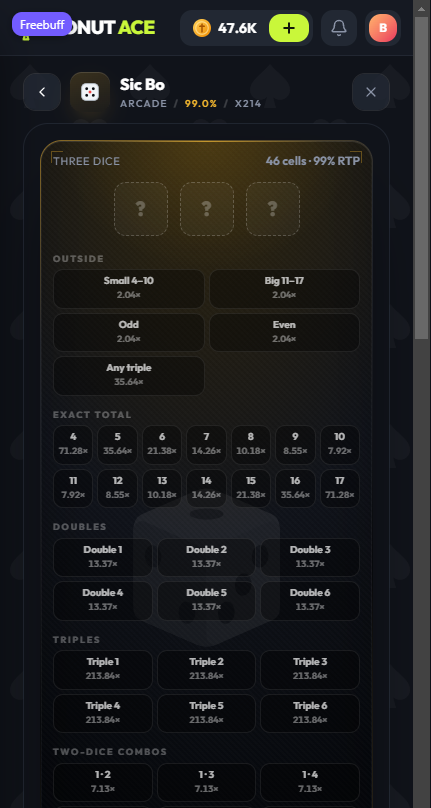 Freebuff
NUT ACE
47.6K
B
Sic Bo
ARCADE / 99.0% / X214
THREE DICE
46 cells · 99% RTP
? ? ?
OUTSIDE
Small 4–10 Big 11–17
2.04× 2.04×
Odd Even
2.04× 2.04×
Any triple
35.64×
EXACT TOTAL
4 5 6 7 8 9 10
71.28× 35.64× 21.38× 14.26× 10.18× 8.55× 7.92×
11 12 13 14 15 16 17
7.92× 8.55× 10.18× 14.26× 21.38× 35.64× 71.28×
DOUBLES
Double 1 Double 2 Double 3
13.37× 13.37× 13.37×
Double 4 Double 5 Double 6
13.37× 13.37× 13.37×
TRIPLES
Triple 1 Triple 2 Triple 3
213.84× 213.84× 213.84×
Triple 4 Triple 5 Triple 6
213.84× 213.84× 213.84×
TWO-DICE COMBOS
1·2 1·3 1·4
7.13× 7.13× 7.13×